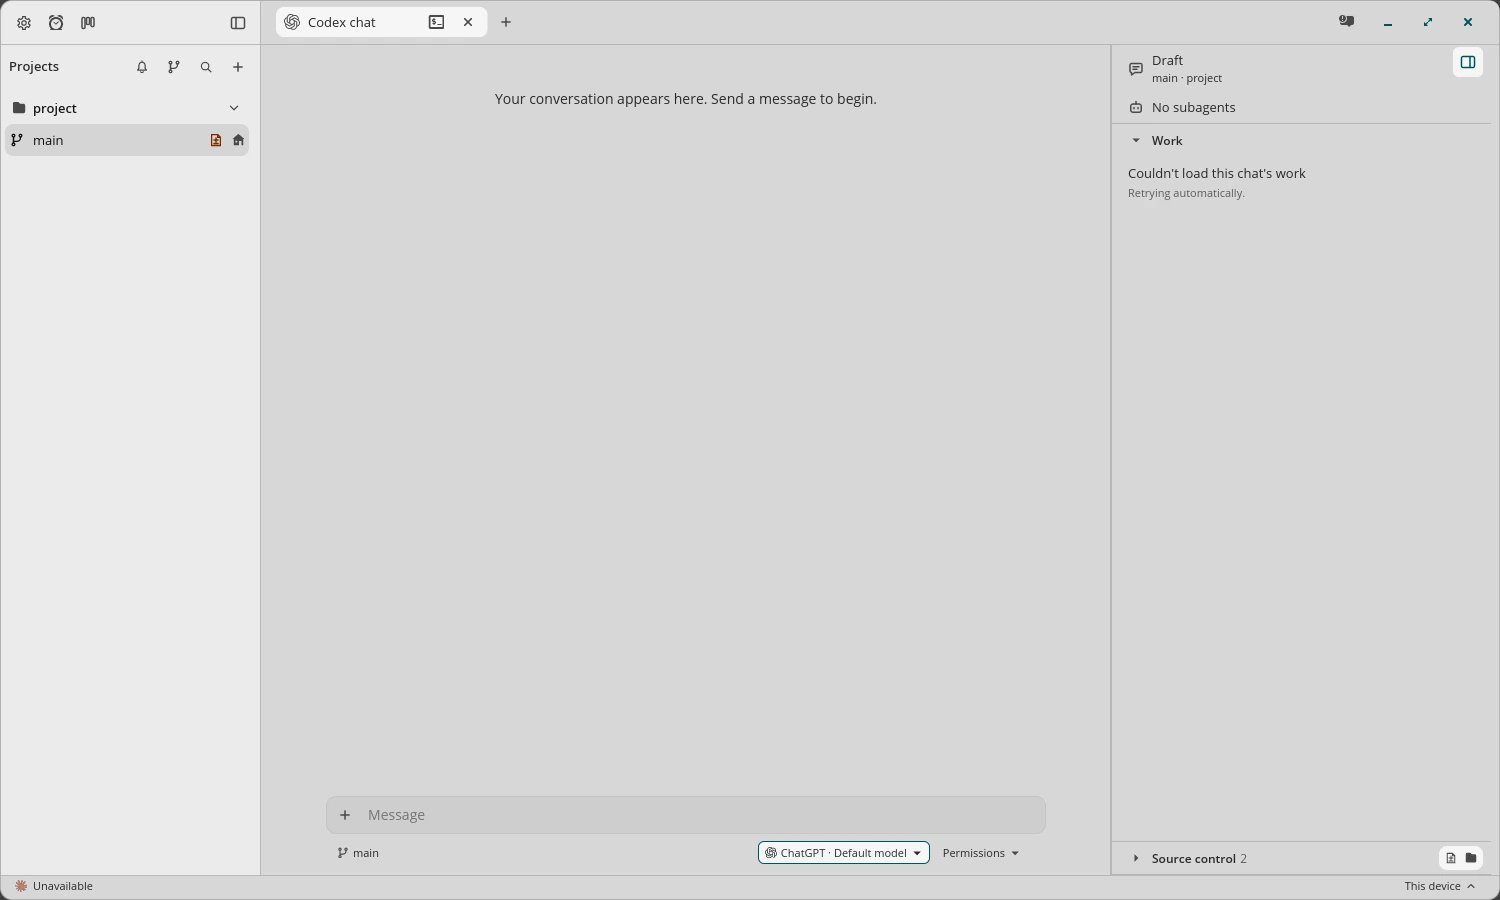 Codex chat
Projects
project
main
Your conversation appears here. Send a message to begin.
Message
main
ChatGPT · Default model
Permissions
Draft
main · project
No subagents
Work
Couldn't load this chat's work
Retrying automatically.
Source control 2
Unavailable
This device